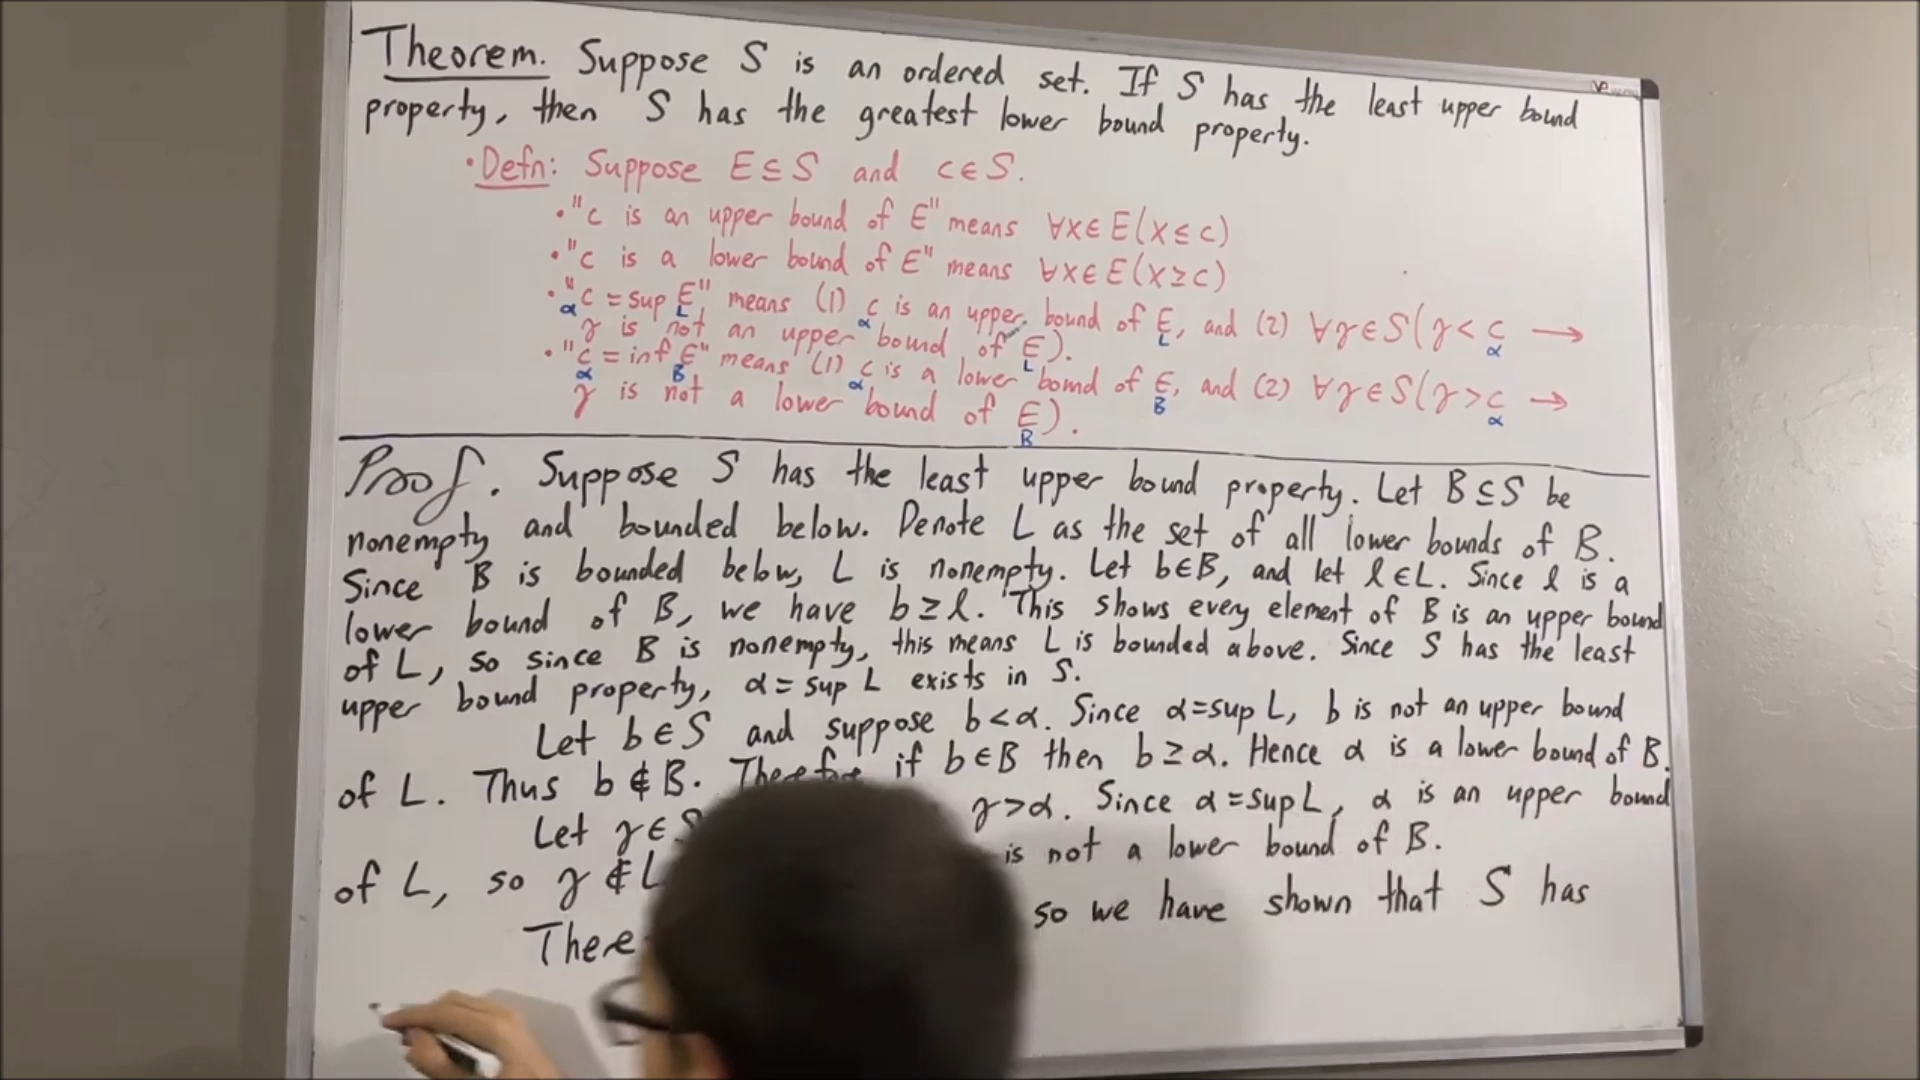 Theorem. Suppose S is an ordered set. If S has the least upper bound
property, then S has the greatest lower bound property.
• Defn: Suppose E ⊆ S and c ∈ S.
• "c is an upper bound of E" means ∀x ∈ E (x ≤ c)
• "c is a lower bound of E" means ∀x ∈ E (x ≥ c)
• "c = sup E" means (1) c is an upper bound of E, and (2) ∀γ ∈ S (γ < c →
α L α L α
γ is not an upper bound of E).
L
• "c = inf E" means (1) c is a lower bound of E, and (2) ∀γ ∈ S (γ > c →
α B α B α
γ is not a lower bound of E).
B
Proof. Suppose S has the least upper bound property. Let B ⊆ S be
nonempty and bounded below. Denote L as the set of all lower bounds of B.
Since B is bounded below, L is nonempty. Let b ∈ B, and let l ∈ L. Since l is a
lower bound of B, we have b ≥ l. This shows every element of B is an upper bound
of L, so since B is nonempty, this means L is bounded above. Since S has the least
upper bound property, α = sup L exists in S.
Let b ∈ S and suppose b < α. Since α = sup L, b is not an upper bound
of L. Thus b ∉ B. Therefore if b ∈ B then b ≥ α. Hence α is a lower bound of B.
Let γ ∈ S γ > α. Since α = sup L, α is an upper bound
of L, so γ ∉ L is not a lower bound of B.
There so we have shown that S has